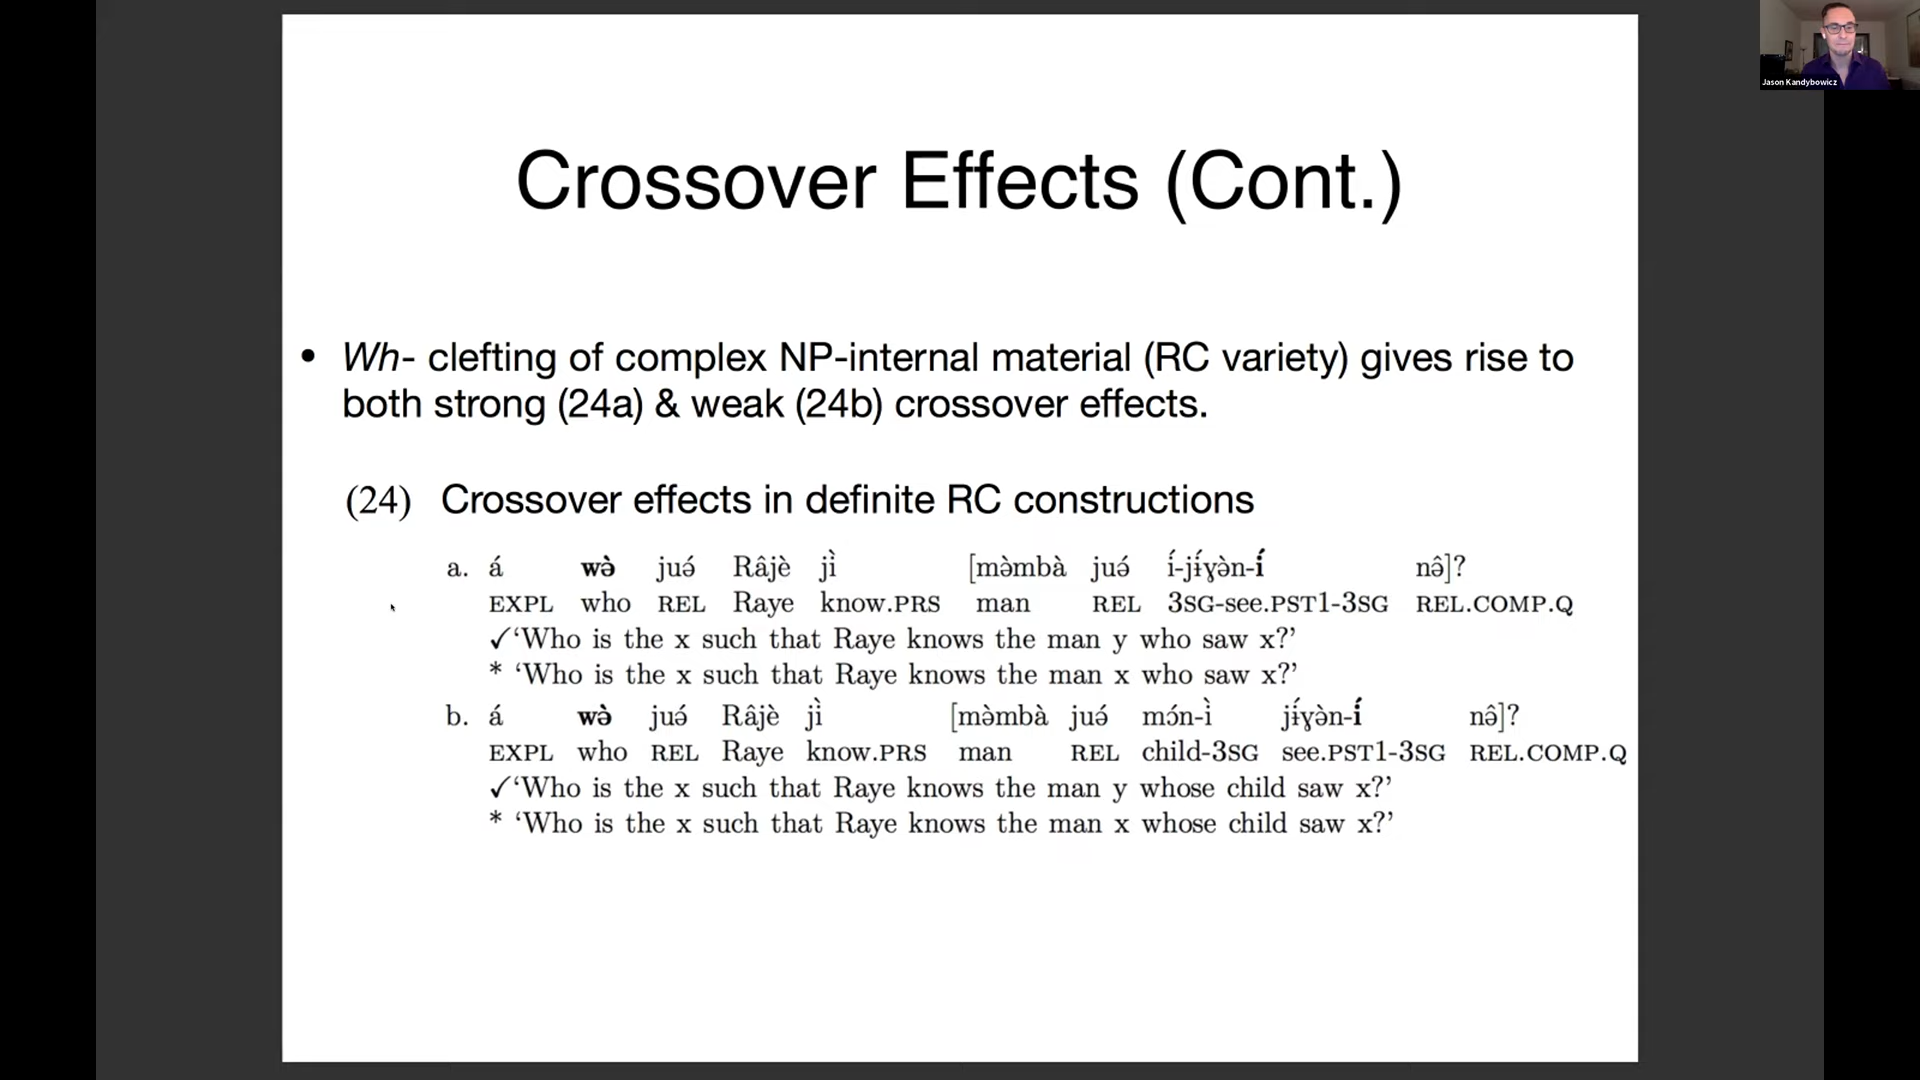 Jason Kandybowicz
Crossover Effects (Cont.)
• Wh- clefting of complex NP-internal material (RC variety) gives rise to
both strong (24a) & weak (24b) crossover effects.
(24) Crossover effects in definite RC constructions
a. á wə̀ juə́ Râjè jì̵ [mə̀mbà juə́ í̵-jí̵ɣə̀n-í̵ nə̂]?
EXPL who REL Raye know.PRS man REL 3SG-see.PST1-3SG REL.COMP.Q
✓‘Who is the x such that Raye knows the man y who saw x?’
* ‘Who is the x such that Raye knows the man x who saw x?’
b. á wə̀ juə́ Râjè jì̵ [mə̀mbà juə́ mɔ́n-ì̵ jí̵ɣə̀n-í̵ nə̂]?
EXPL who REL Raye know.PRS man REL child-3SG see.PST1-3SG REL.COMP.Q
✓‘Who is the x such that Raye knows the man y whose child saw x?’
* ‘Who is the x such that Raye knows the man x whose child saw x?’